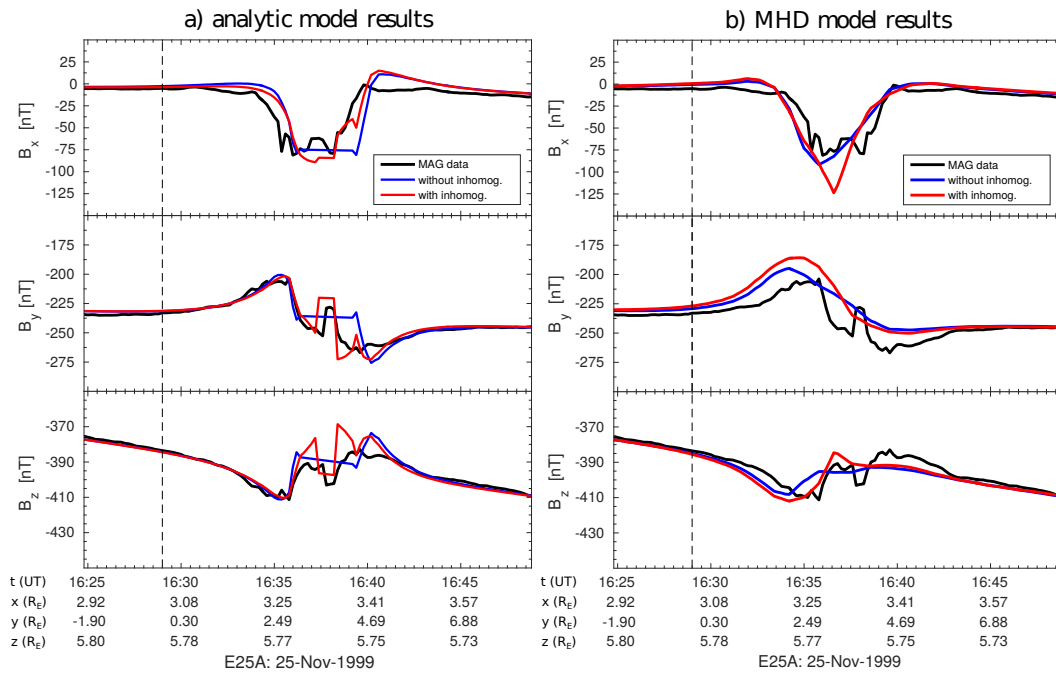 a) analytic model results
b) MHD model results
25
0
-25
-50
-75
-100
-125
B_x [nT]
MAG data
without inhomog.
with inhomog.
-175
-200
-225
-250
-275
B_y [nT]
-370
-390
-410
-430
B_z [nT]
25
0
-25
-50
-75
-100
-125
B_x [nT]
MAG data
without inhomog.
with inhomog.
-175
-200
-225
-250
-275
B_y [nT]
-370
-390
-410
-430
B_z [nT]
t (UT) 16:25 16:30 16:35 16:40 16:45
x (R_E) 2.92 3.08 3.25 3.41 3.57
y (R_E) -1.90 0.30 2.49 4.69 6.88
z (R_E) 5.80 5.78 5.77 5.75 5.73
E25A: 25-Nov-1999
t (UT) 16:25 16:30 16:35 16:40 16:45
x (R_E) 2.92 3.08 3.25 3.41 3.57
y (R_E) -1.90 0.30 2.49 4.69 6.88
z (R_E) 5.80 5.78 5.77 5.75 5.73
E25A: 25-Nov-1999